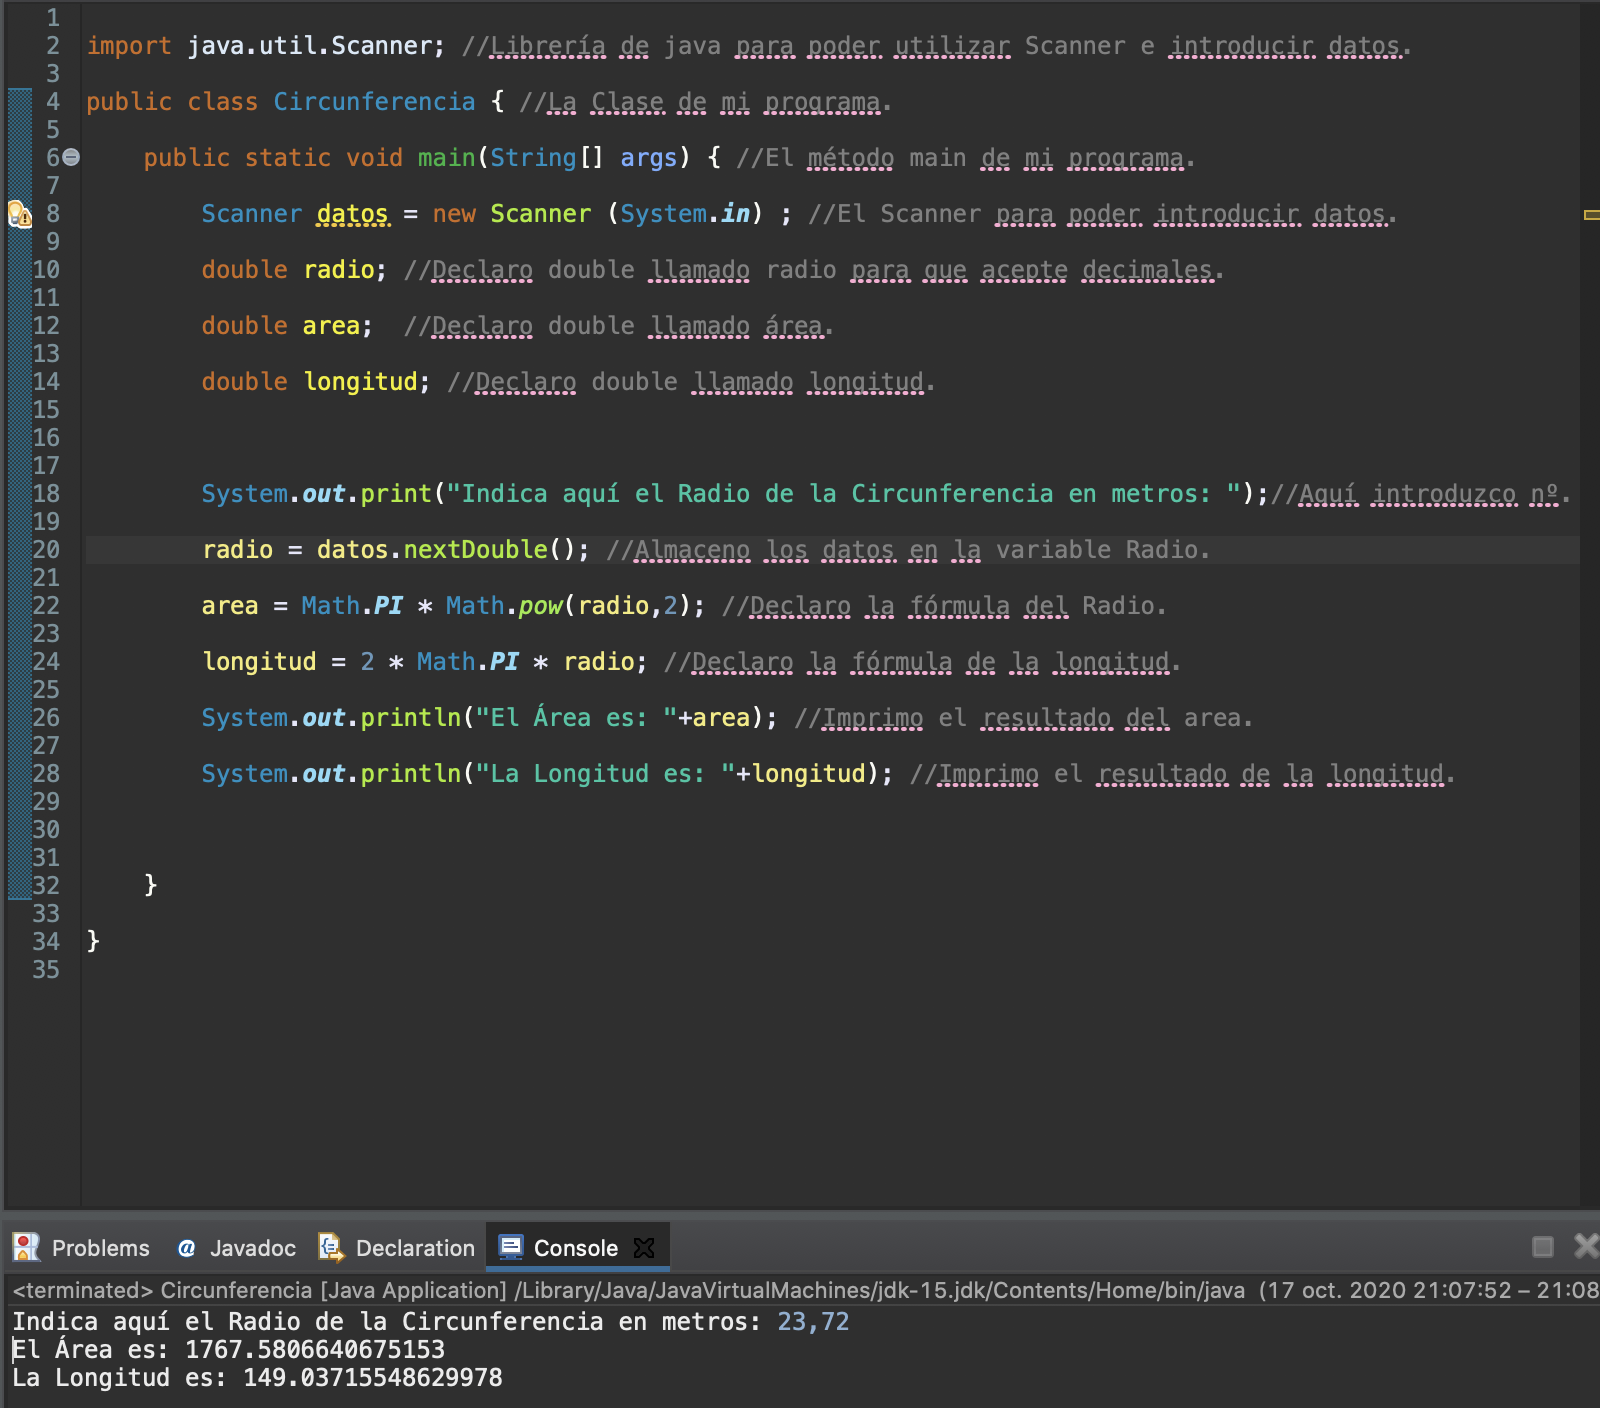 1
2 import java.util.Scanner; //Librería de java para poder utilizar Scanner e introducir datos.
3
4 public class Circunferencia { //La Clase de mi programa.
5
6 public static void main(String[] args) { //El método main de mi programa.
7
8 Scanner datos = new Scanner (System.in) ; //El Scanner para poder introducir datos.
9
10 double radio; //Declaro double llamado radio para que acepte decimales.
11
12 double area;  //Declaro double llamado área.
13
14 double longitud; //Declaro double llamado longitud.
15
16
17
18 System.out.print("Indica aquí el Radio de la Circunferencia en metros: ");//Aquí introduzco nº.
19
20 radio = datos.nextDouble(); //Almaceno los datos en la variable Radio.
21
22 area = Math.PI * Math.pow(radio,2); //Declaro la fórmula del Radio.
23
24 longitud = 2 * Math.PI * radio; //Declaro la fórmula de la longitud.
25
26 System.out.println("El Área es: "+area); //Imprimo el resultado del area.
27
28 System.out.println("La Longitud es: "+longitud); //Imprimo el resultado de la longitud.
29
30
31
32 }
33
34 }
35
Problems Javadoc Declaration Console
<terminated> Circunferencia [Java Application] /Library/Java/JavaVirtualMachines/jdk-15.jdk/Contents/Home/bin/java (17 oct. 2020 21:07:52 – 21:08
Indica aquí el Radio de la Circunferencia en metros: 23,72
El Área es: 1767.5806640675153
La Longitud es: 149.03715548629978